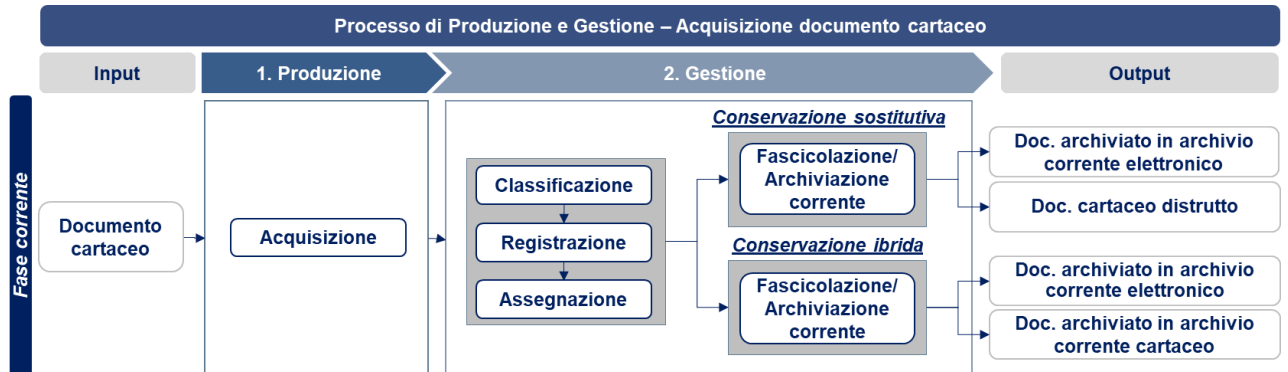 Processo di Produzione e Gestione – Acquisizione documento cartaceo
Input
1. Produzione
2. Gestione
Output
Fase corrente
Documento
cartaceo
Acquisizione
Classificazione
Registrazione
Assegnazione
Conservazione sostitutiva
Fascicolazione/
Archiviazione
corrente
Conservazione ibrida
Fascicolazione/
Archiviazione
corrente
Doc. archiviato in archivio
corrente elettronico
Doc. cartaceo distrutto
Doc. archiviato in archivio
corrente elettronico
Doc. archiviato in archivio
corrente cartaceo